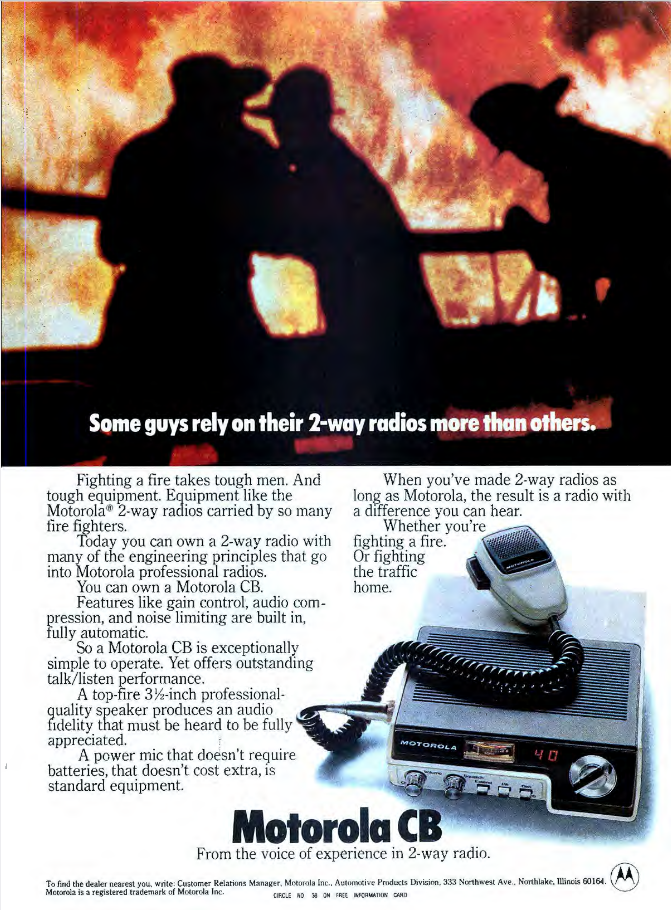 Some guys rely on their 2-way radios more than others.
Fighting a fire takes tough men. And
tough equipment. Equipment like the
Motorola® 2-way radios carried by so many
fire fighters.
Today you can own a 2-way radio with
many of the engineering principles that go
into Motorola professional radios.
You can own a Motorola CB.
Features like gain control, audio com-
pression, and noise limiting are built in,
fully automatic.
So a Motorola CB is exceptionally
simple to operate. Yet offers outstanding
talk/listen performance.
A top-fire 3½-inch professional-
quality speaker produces an audio
fidelity that must be heard to be fully
appreciated.
A power mic that doesn't require
batteries, that doesn't cost extra, is
standard equipment.
When you've made 2-way radios as
long as Motorola, the result is a radio with
a difference you can hear.
Whether you're
fighting a fire.
Or fighting
the traffic
home.
MOTOROLA
MOTOROLA
40
Motorola CB
From the voice of experience in 2-way radio.
To find the dealer nearest you, write: Customer Relations Manager, Motorola Inc., Automotive Products Division, 333 Northwest Ave., Northlake, Illinois 60164.
Motorola is a registered trademark of Motorola Inc.
CIRCLE NO 38 ON FREE INFORMATION CARD